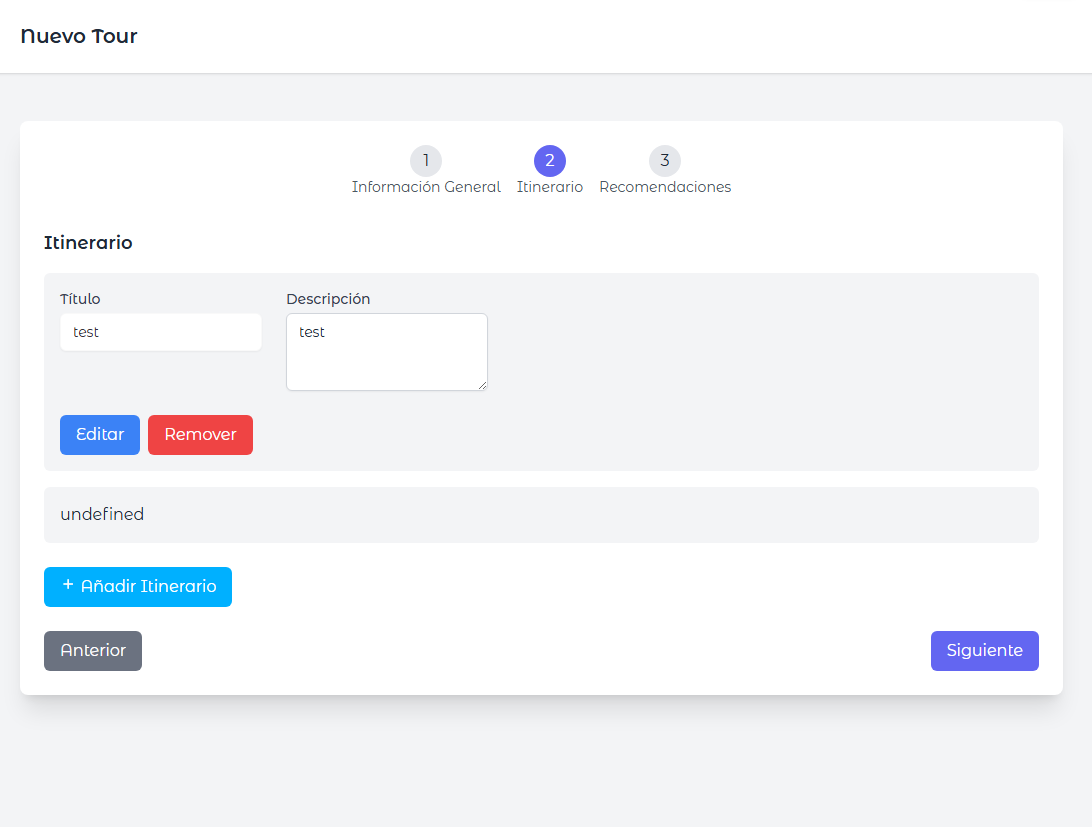 Nuevo Tour
1 2 3
Información General Itinerario Recomendaciones
Itinerario
Título Descripción
test test
Editar Remover
undefined
+ Añadir Itinerario
Anterior Siguiente